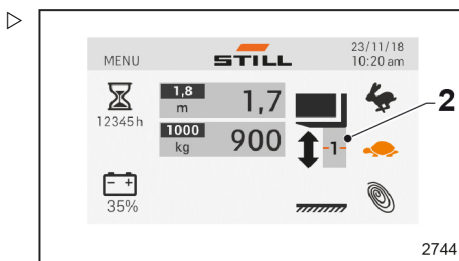 MENU
STILL
23/11/18
10:20 am
1,8
m
1,7
12345 h
1000
kg
900
-1-
2
- +
35%
2744